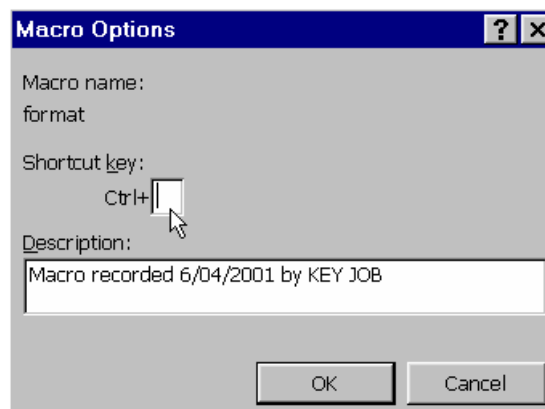 Macro Options
Macro name:
format
Shortcut key:
Ctrl+
Description:
Macro recorded 6/04/2001 by KEY JOB
OK Cancel